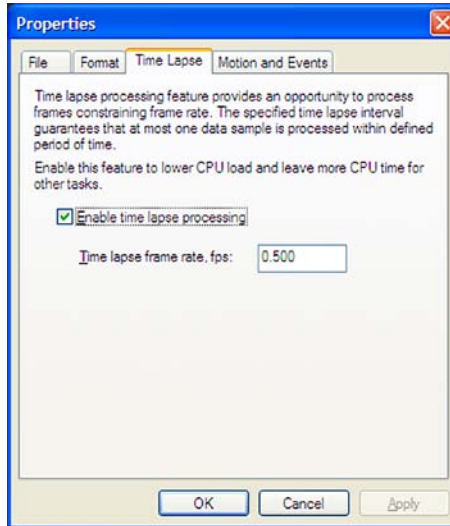 Properties
File Format Time Lapse Motion and Events
Time lapse processing feature provides an opportunity to process
frames constraining frame rate. The specified time lapse interval
guarantees that at most one data sample is processed within defined
period of time.
Enable this feature to lower CPU load and leave more CPU time for
other tasks.
Enable time lapse processing
Time lapse frame rate, fps: 0.500
OK Cancel Apply